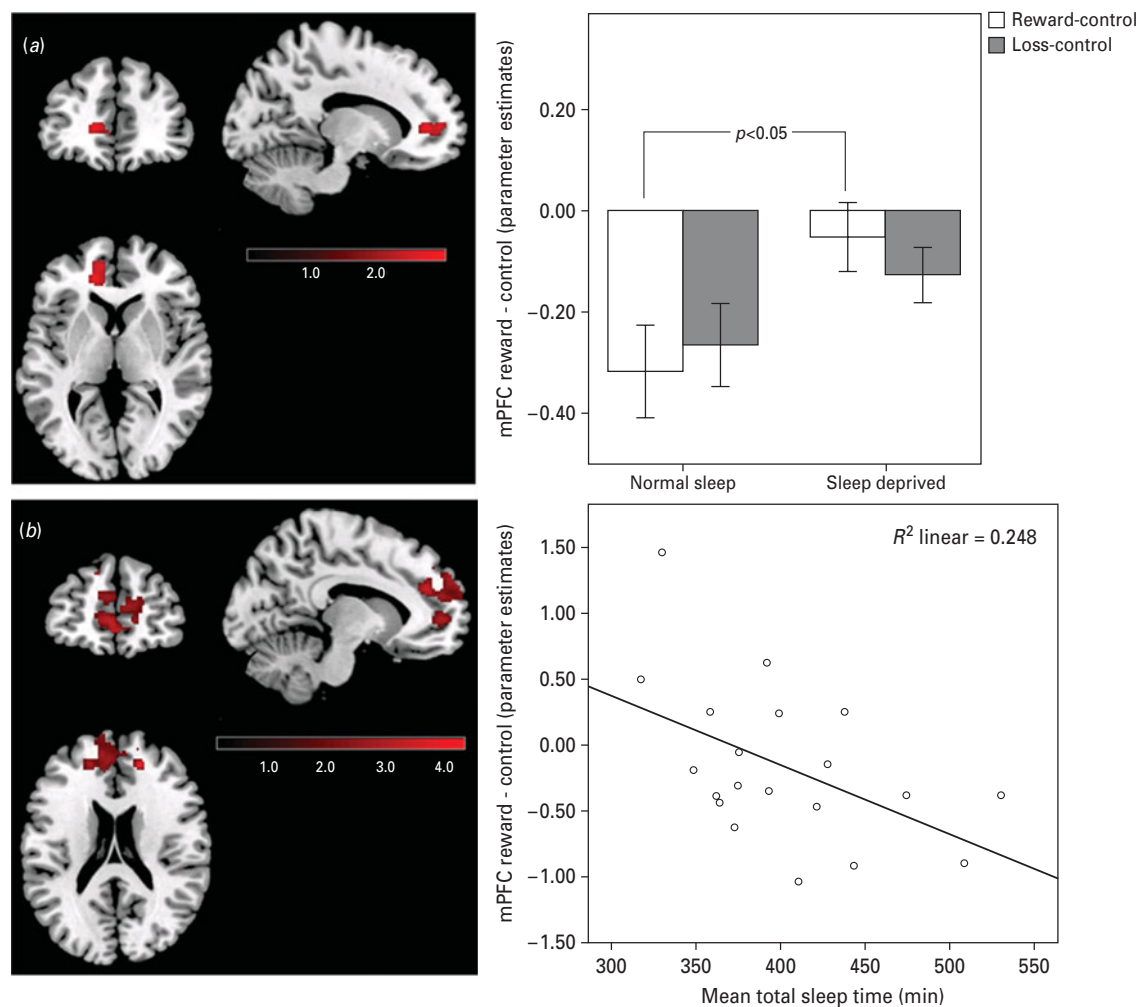 (a)
1.0 2.0
mPFC reward - control (parameter estimates)
0.20
0.00
−0.20
−0.40
p<0.05
Normal sleep Sleep deprived
Reward-control
Loss-control
(b)
1.0 2.0 3.0 4.0
mPFC reward - control (parameter estimates)
1.50
1.00
0.50
0.00
−0.50
−1.00
−1.50
R² linear = 0.248
300 350 400 450 500 550
Mean total sleep time (min)